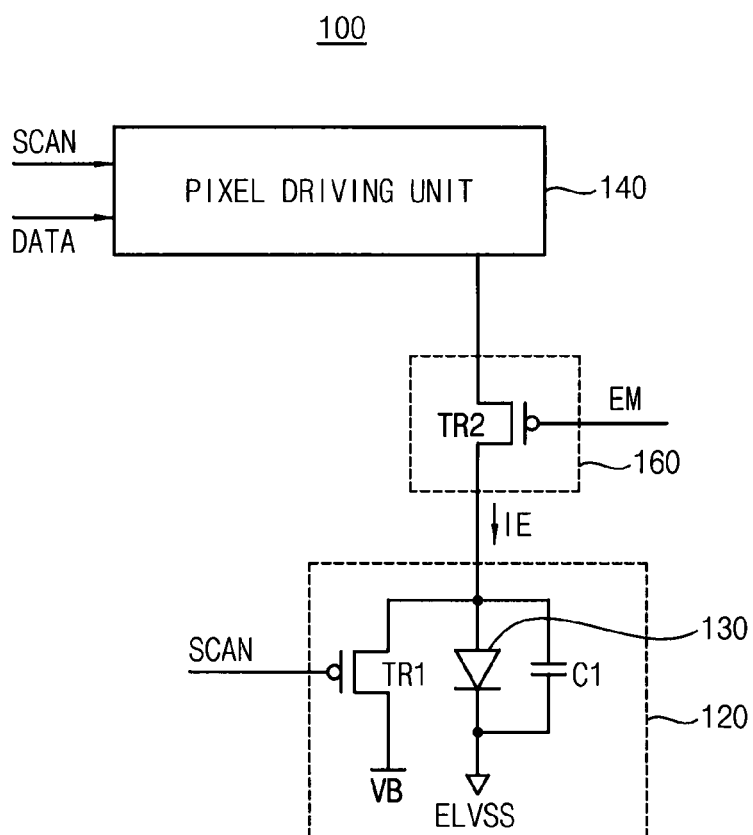 100
SCAN
DATA
PIXEL DRIVING UNIT
140
TR2
EM
160
IE
130
SCAN
TR1
C1
120
VB
ELVSS